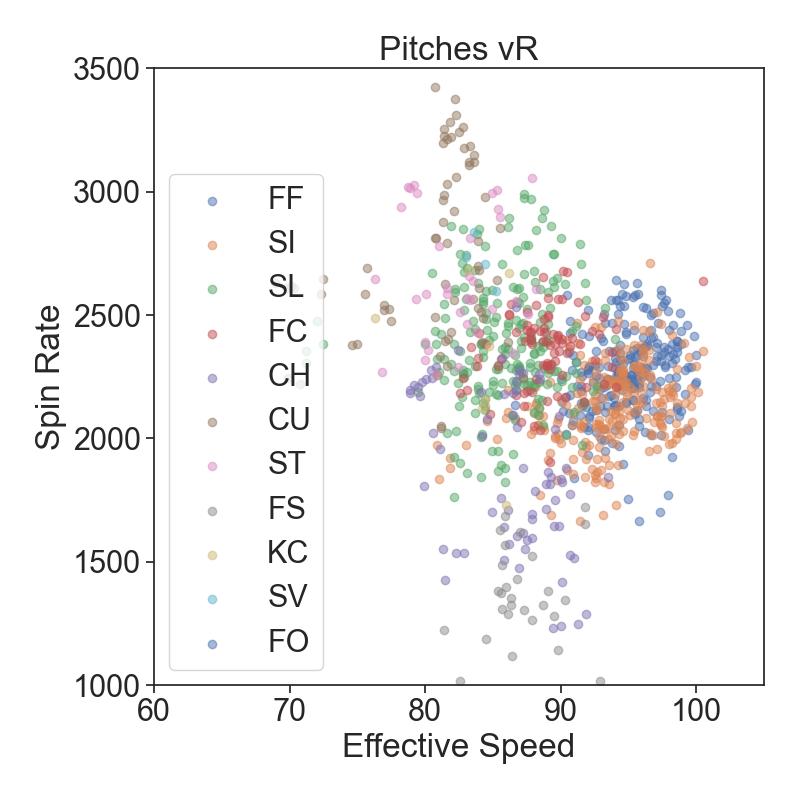 Pitches vR
3500
3000
2500
2000
1500
1000
Spin Rate
FF
SI
SL
FC
CH
CU
ST
FS
KC
SV
FO
60
70
80
90
100
Effective Speed